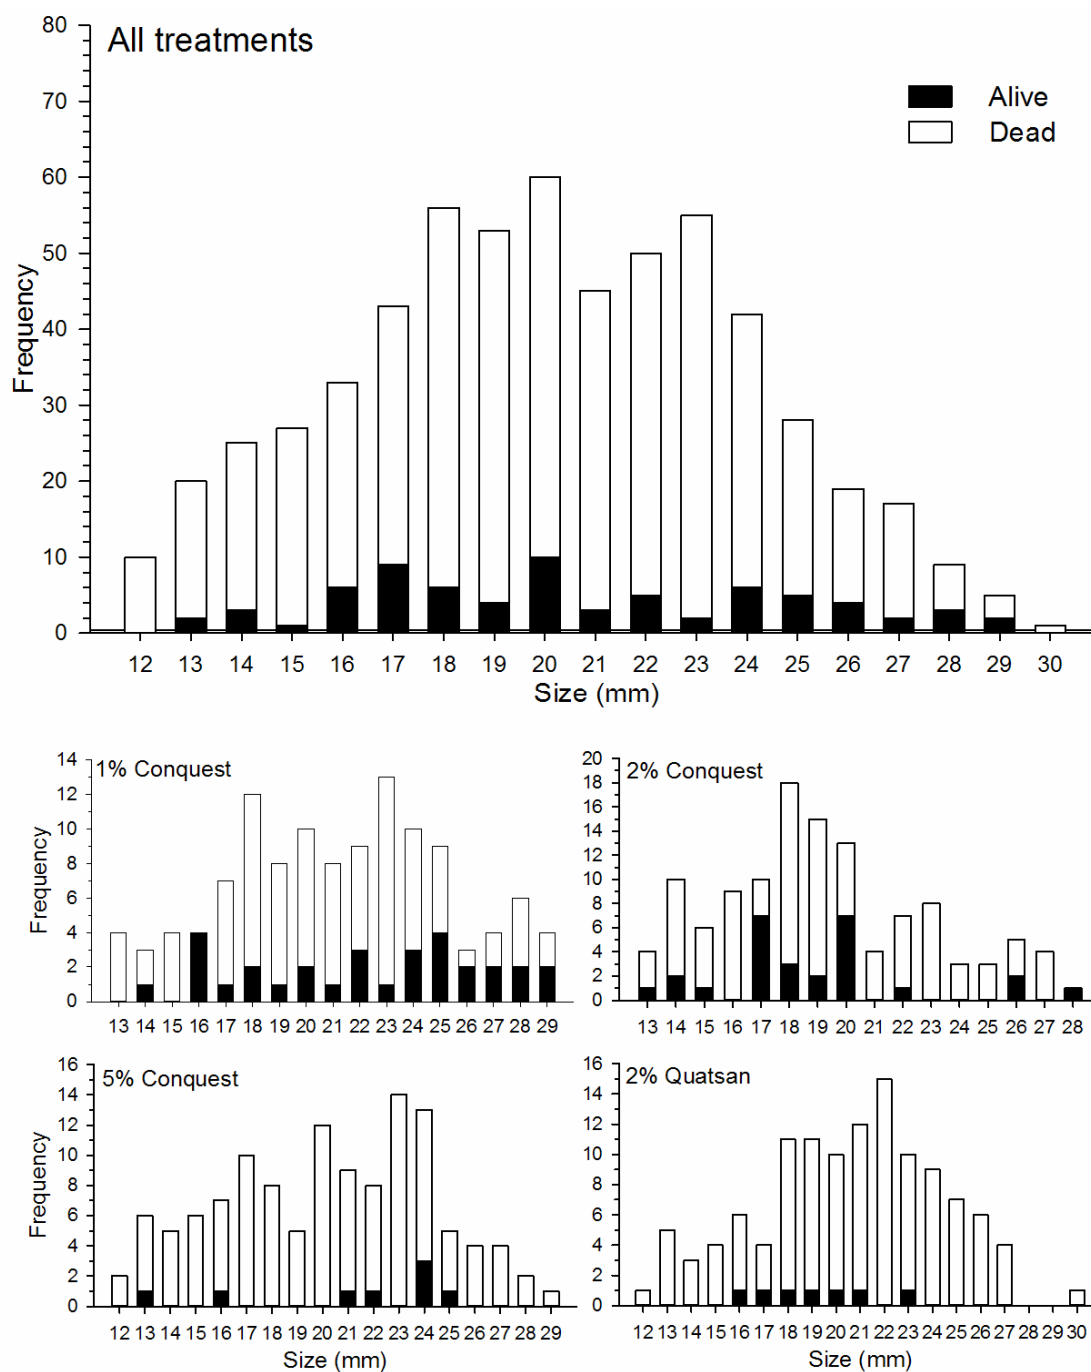 All treatments
Alive
Dead
Frequency
80
70
60
50
40
30
20
10
0
12 13 14 15 16 17 18 19 20 21 22 23 24 25 26 27 28 29 30
Size (mm)
1% Conquest
Frequency
14
12
10
8
6
4
2
0
13 14 15 16 17 18 19 20 21 22 23 24 25 26 27 28 29
2% Conquest
20
18
16
14
12
10
8
6
4
2
0
13 14 15 16 17 18 19 20 21 22 23 24 25 26 27 28
5% Conquest
Frequency
16
14
12
10
8
6
4
2
0
12 13 14 15 16 17 18 19 20 21 22 23 24 25 26 27 28 29
Size (mm)
2% Quatsan
16
14
12
10
8
6
4
2
0
12 13 14 15 16 17 18 19 20 21 22 23 24 25 26 27 28 29 30
Size (mm)